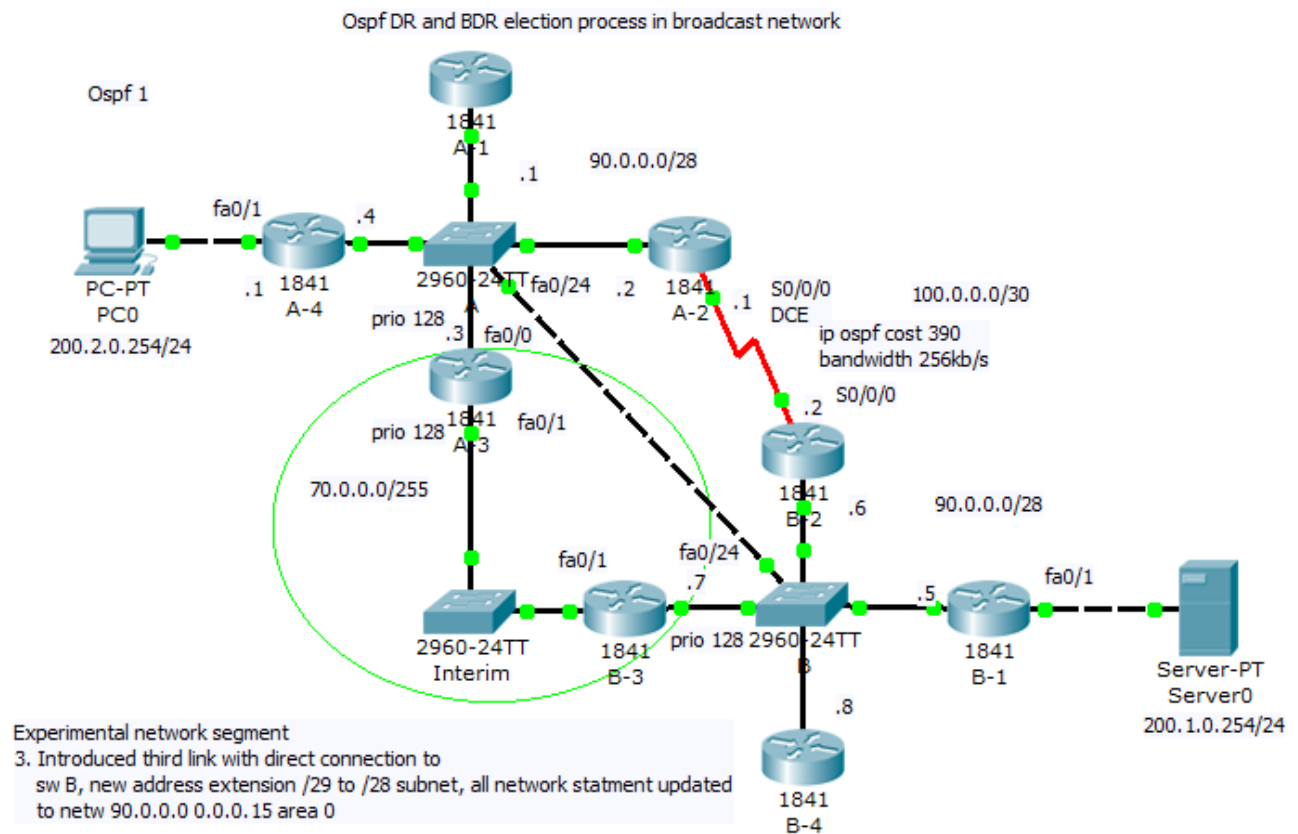 Ospf DR and BDR election process in broadcast network
Ospf 1
1841
A-1
.1
90.0.0.0/28
fa0/1
.4
PC-PT
PC0
200.2.0.254/24
.1
1841
A-4
2960-24TT
A
fa0/24
.2
1841
A-2
.1
S0/0/0
DCE
100.0.0.0/30
ip ospf cost 390
bandwidth 256kb/s
prio 128
.3
fa0/0
.2
S0/0/0
1841
A-3
prio 128
fa0/1
70.0.0.0/255
1841
B-2
.6
90.0.0.0/28
fa0/1
fa0/24
.7
.5
fa0/1
2960-24TT
Interim
1841
B-3
prio 128
2960-24TT
B
1841
B-1
Server-PT
Server0
200.1.0.254/24
.8
1841
B-4
Experimental network segment
3. Introduced third link with direct connection to
sw B, new address extension /29 to /28 subnet, all network statment updated
to netw 90.0.0.0 0.0.0.15 area 0